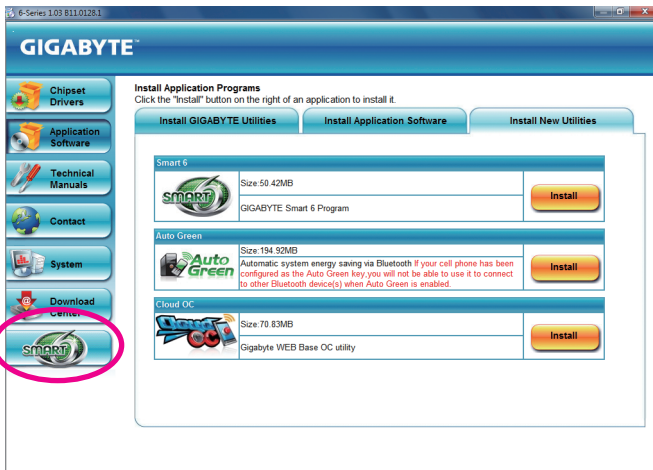 6-Series 1.03 B11.0128.1
GIGABYTE™
Chipset
Drivers
Application
Software
Technical
Manuals
Contact
System
Download
Center
SMART6
Install Application Programs
Click the "Install" button on the right of an application to install it.
Install GIGABYTE Utilities
Install Application Software
Install New Utilities
Smart 6
SMART6
Size:50.42MB
GIGABYTE Smart 6 Program
Install
Auto Green
Auto
Green
Size:194.92MB
Automatic system energy saving via Bluetooth If your cell phone has been
configured as the Auto Green key,you will not be able to use it to connect
to other Bluetooth device(s) when Auto Green is enabled.
Install
Cloud OC
Cloud
OC
Size:70.83MB
Gigabyte WEB Base OC utility
Install